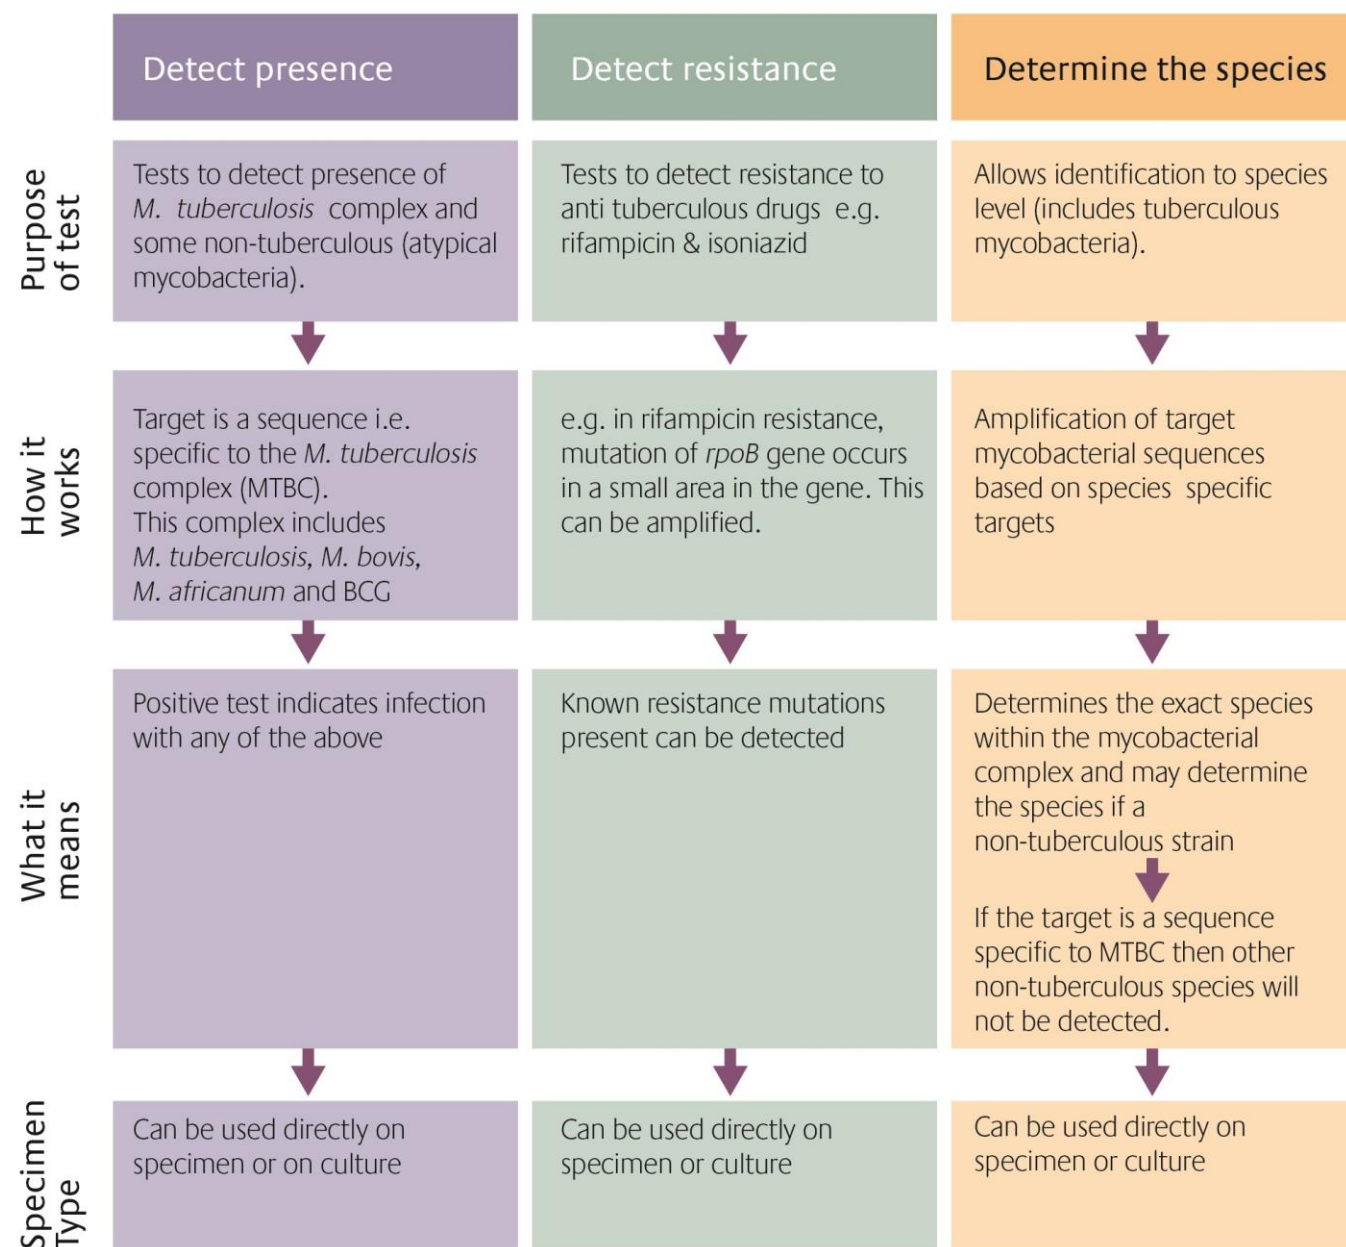 Detect presence
Detect resistance
Determine the species
Purpose
of test
Tests to detect presence of
M. tuberculosis complex and
some non-tuberculous (atypical
mycobacteria).
Tests to detect resistance to
anti tuberculous drugs e.g.
rifampicin & isoniazid
Allows identification to species
level (includes tuberculous
mycobacteria).
How it
works
Target is a sequence i.e.
specific to the M. tuberculosis
complex (MTBC).
This complex includes
M. tuberculosis, M. bovis,
M. africanum and BCG
e.g. in rifampicin resistance,
mutation of rpoB gene occurs
in a small area in the gene. This
can be amplified.
Amplification of target
mycobacterial sequences
based on species specific
targets
What it
means
Positive test indicates infection
with any of the above
Known resistance mutations
present can be detected
Determines the exact species
within the mycobacterial
complex and may determine
the species if a
non-tuberculous strain
If the target is a sequence
specific to MTBC then other
non-tuberculous species will
not be detected.
Specimen
Type
Can be used directly on
specimen or on culture
Can be used directly on
specimen or culture
Can be used directly on
specimen or culture